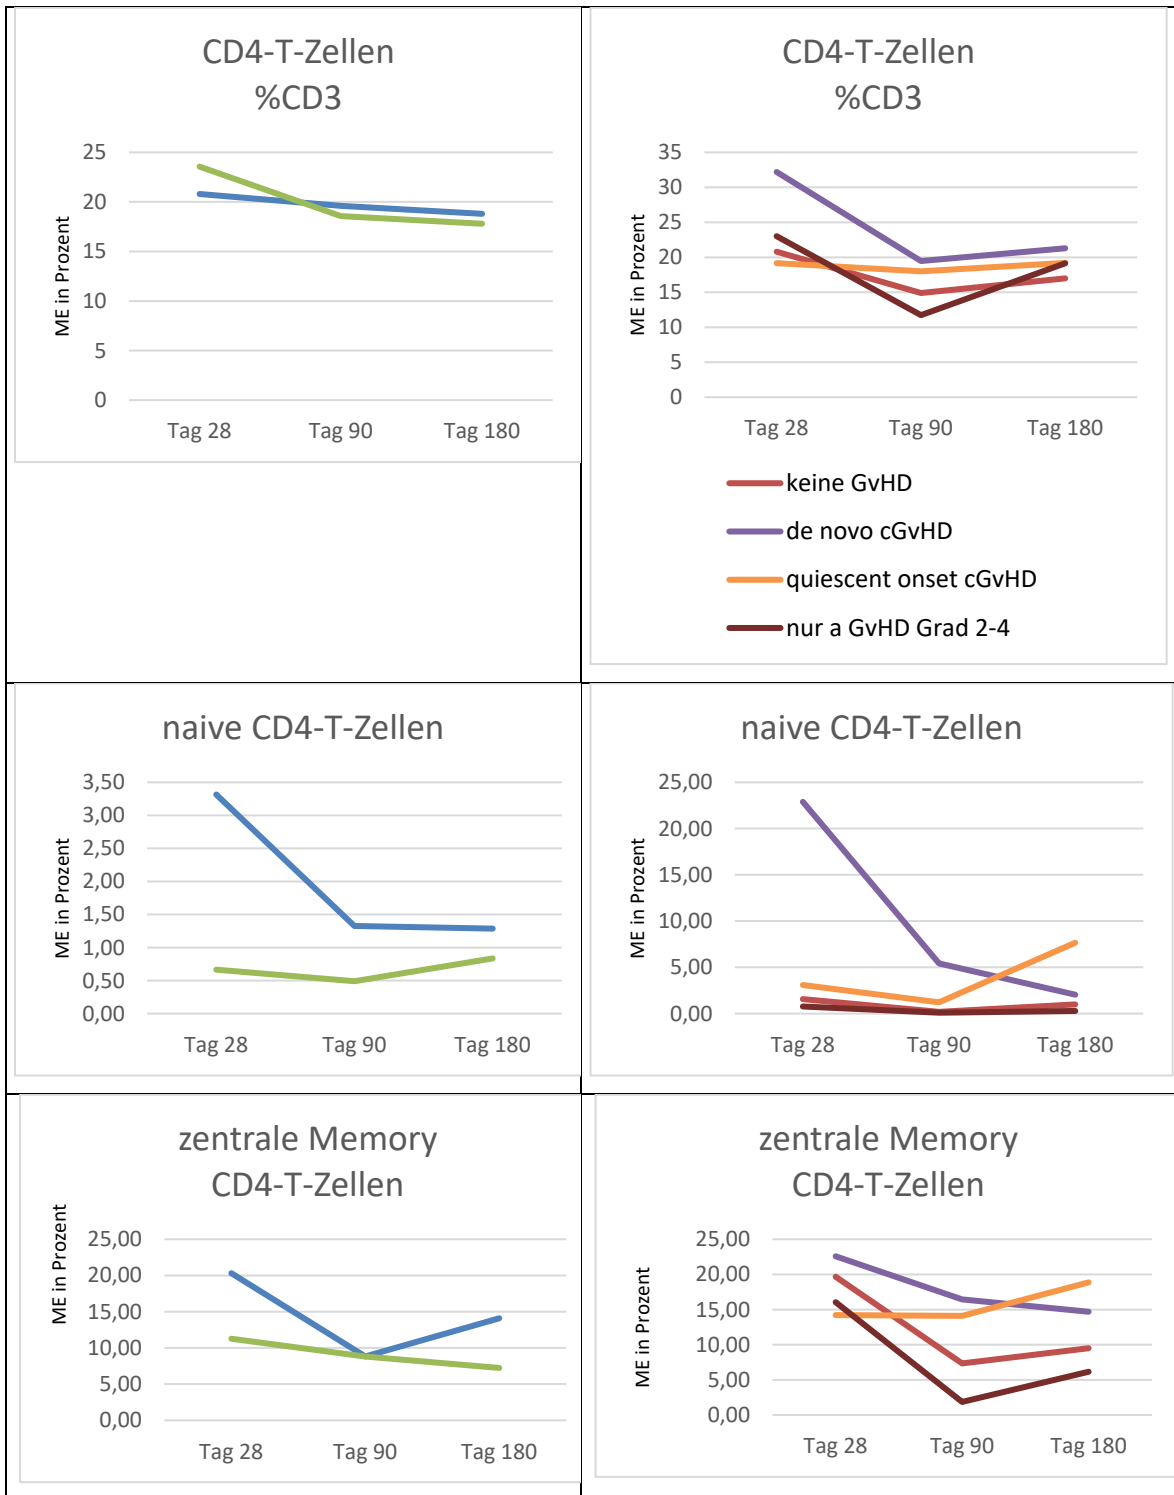 CD4-T-Zellen
%CD3
ME in Prozent
25
20
15
10
5
0
Tag 28
Tag 90
Tag 180
CD4-T-Zellen
%CD3
ME in Prozent
35
30
25
20
15
10
5
0
Tag 28
Tag 90
Tag 180
keine GvHD
de novo cGvHD
quiescent onset cGvHD
nur a GvHD Grad 2-4
naive CD4-T-Zellen
ME in Prozent
3,50
3,00
2,50
2,00
1,50
1,00
0,50
0,00
Tag 28
Tag 90
Tag 180
naive CD4-T-Zellen
ME in Prozent
25,00
20,00
15,00
10,00
5,00
0,00
Tag 28
Tag 90
Tag 180
zentrale Memory
CD4-T-Zellen
ME in Prozent
25,00
20,00
15,00
10,00
5,00
0,00
Tag 28
Tag 90
Tag 180
zentrale Memory
CD4-T-Zellen
ME in Prozent
25,00
20,00
15,00
10,00
5,00
0,00
Tag 28
Tag 90
Tag 180